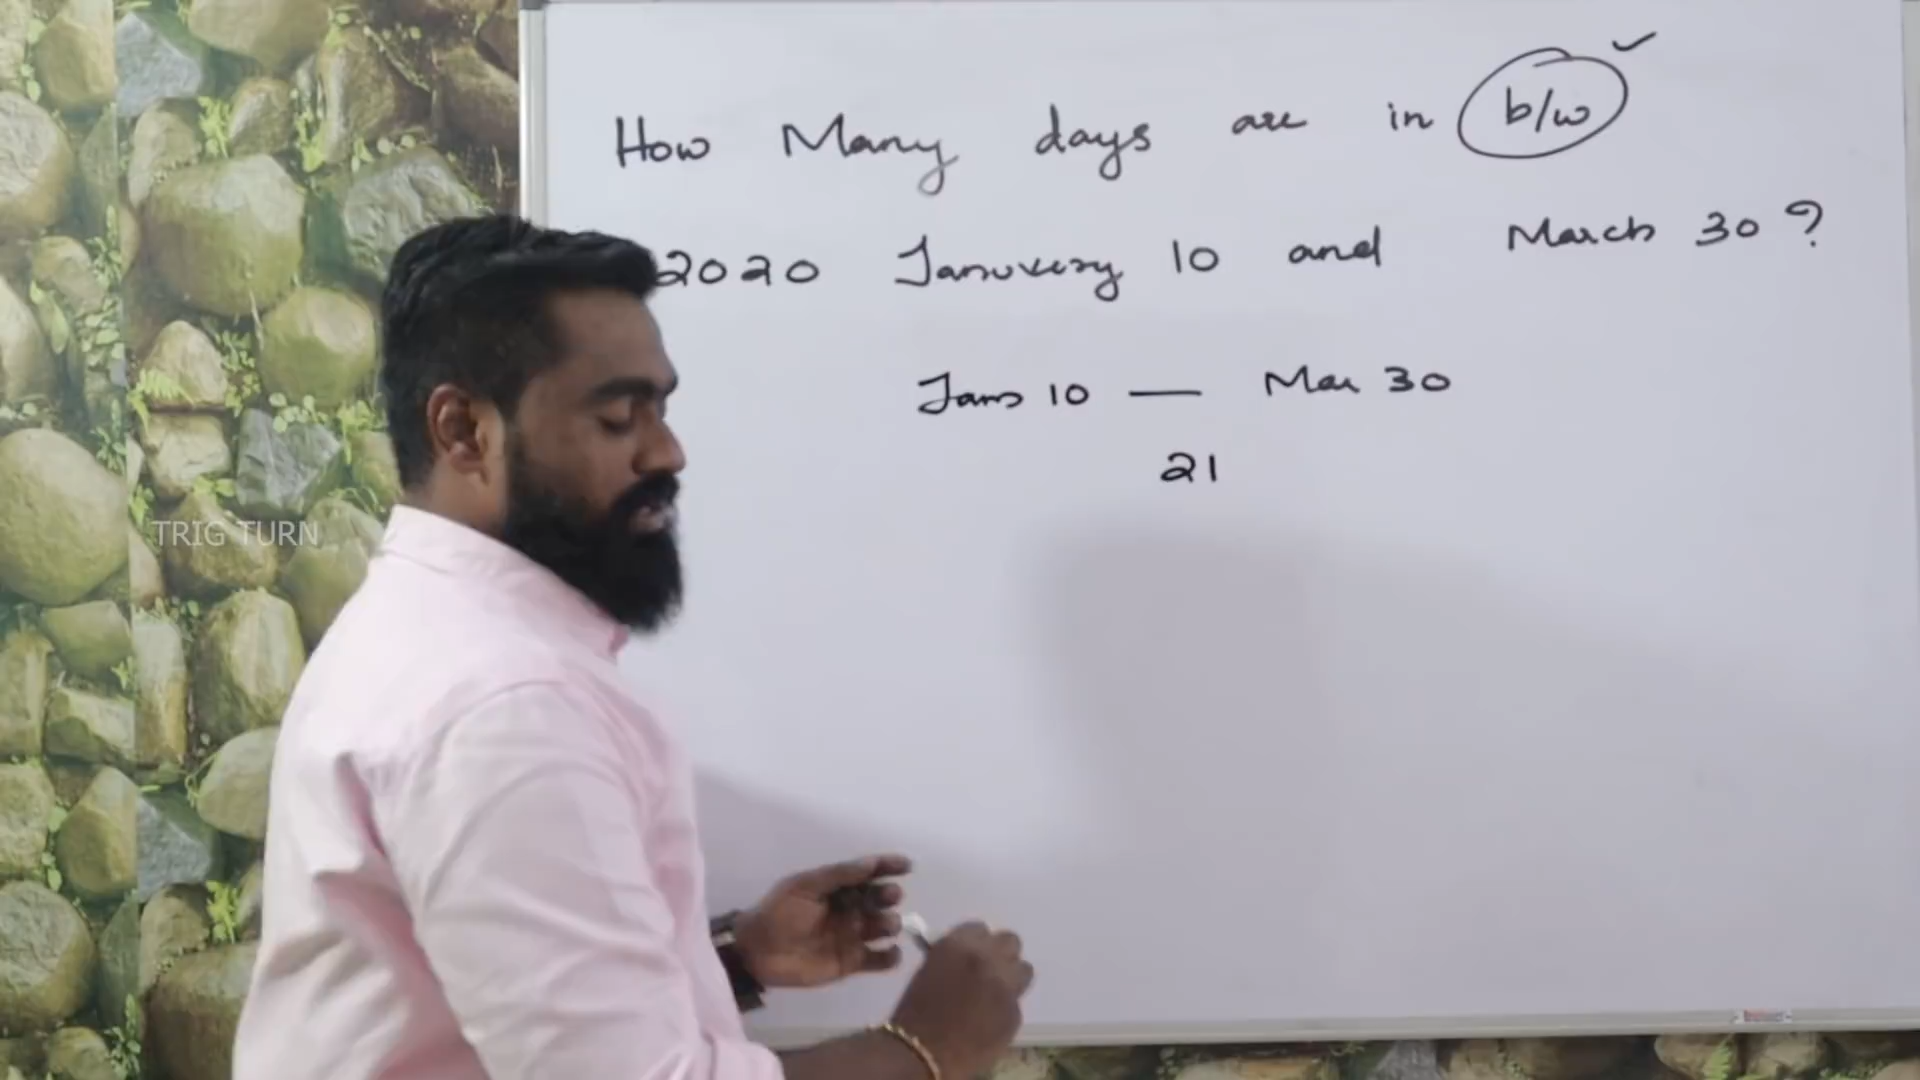 How Many days are in b/w
2020 January 10 and March 30?
Jan 10 — Mar 30
21
TRIG TURN